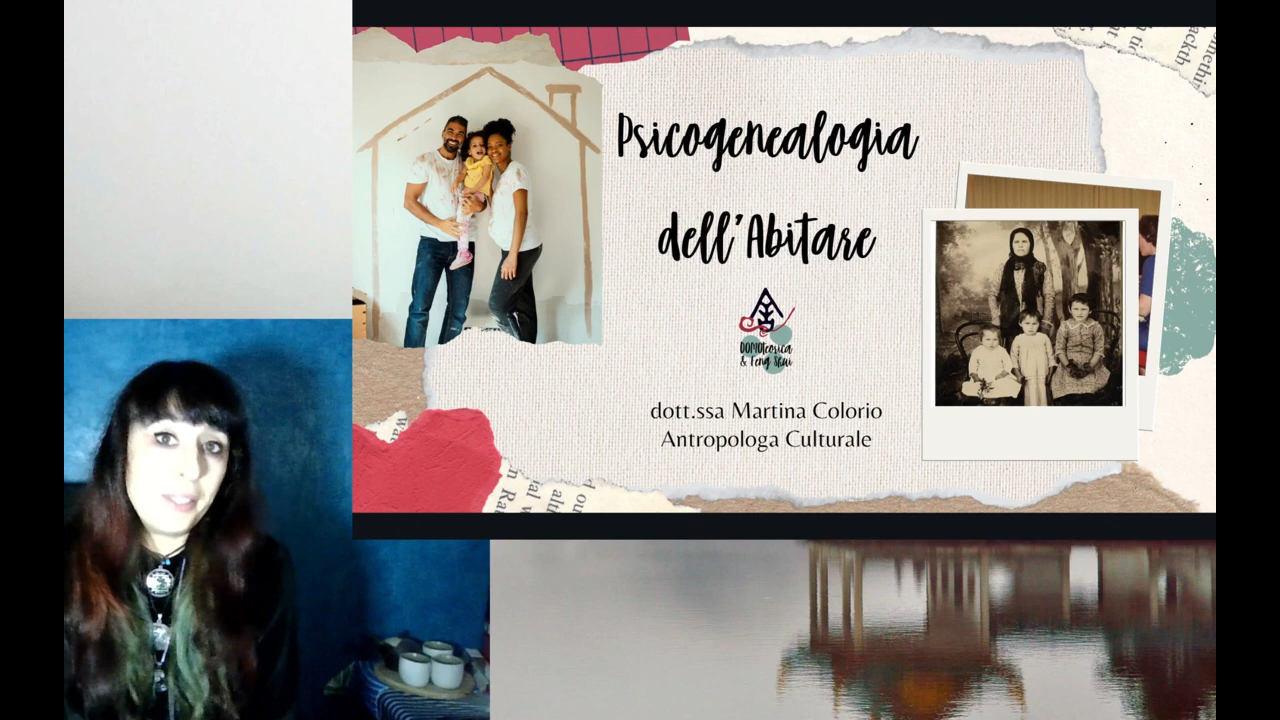 Psicogenealogia
dell'Abitare
DOMOteosica
& Feng Shui
dott.ssa Martina Colorio
Antropologa Culturale